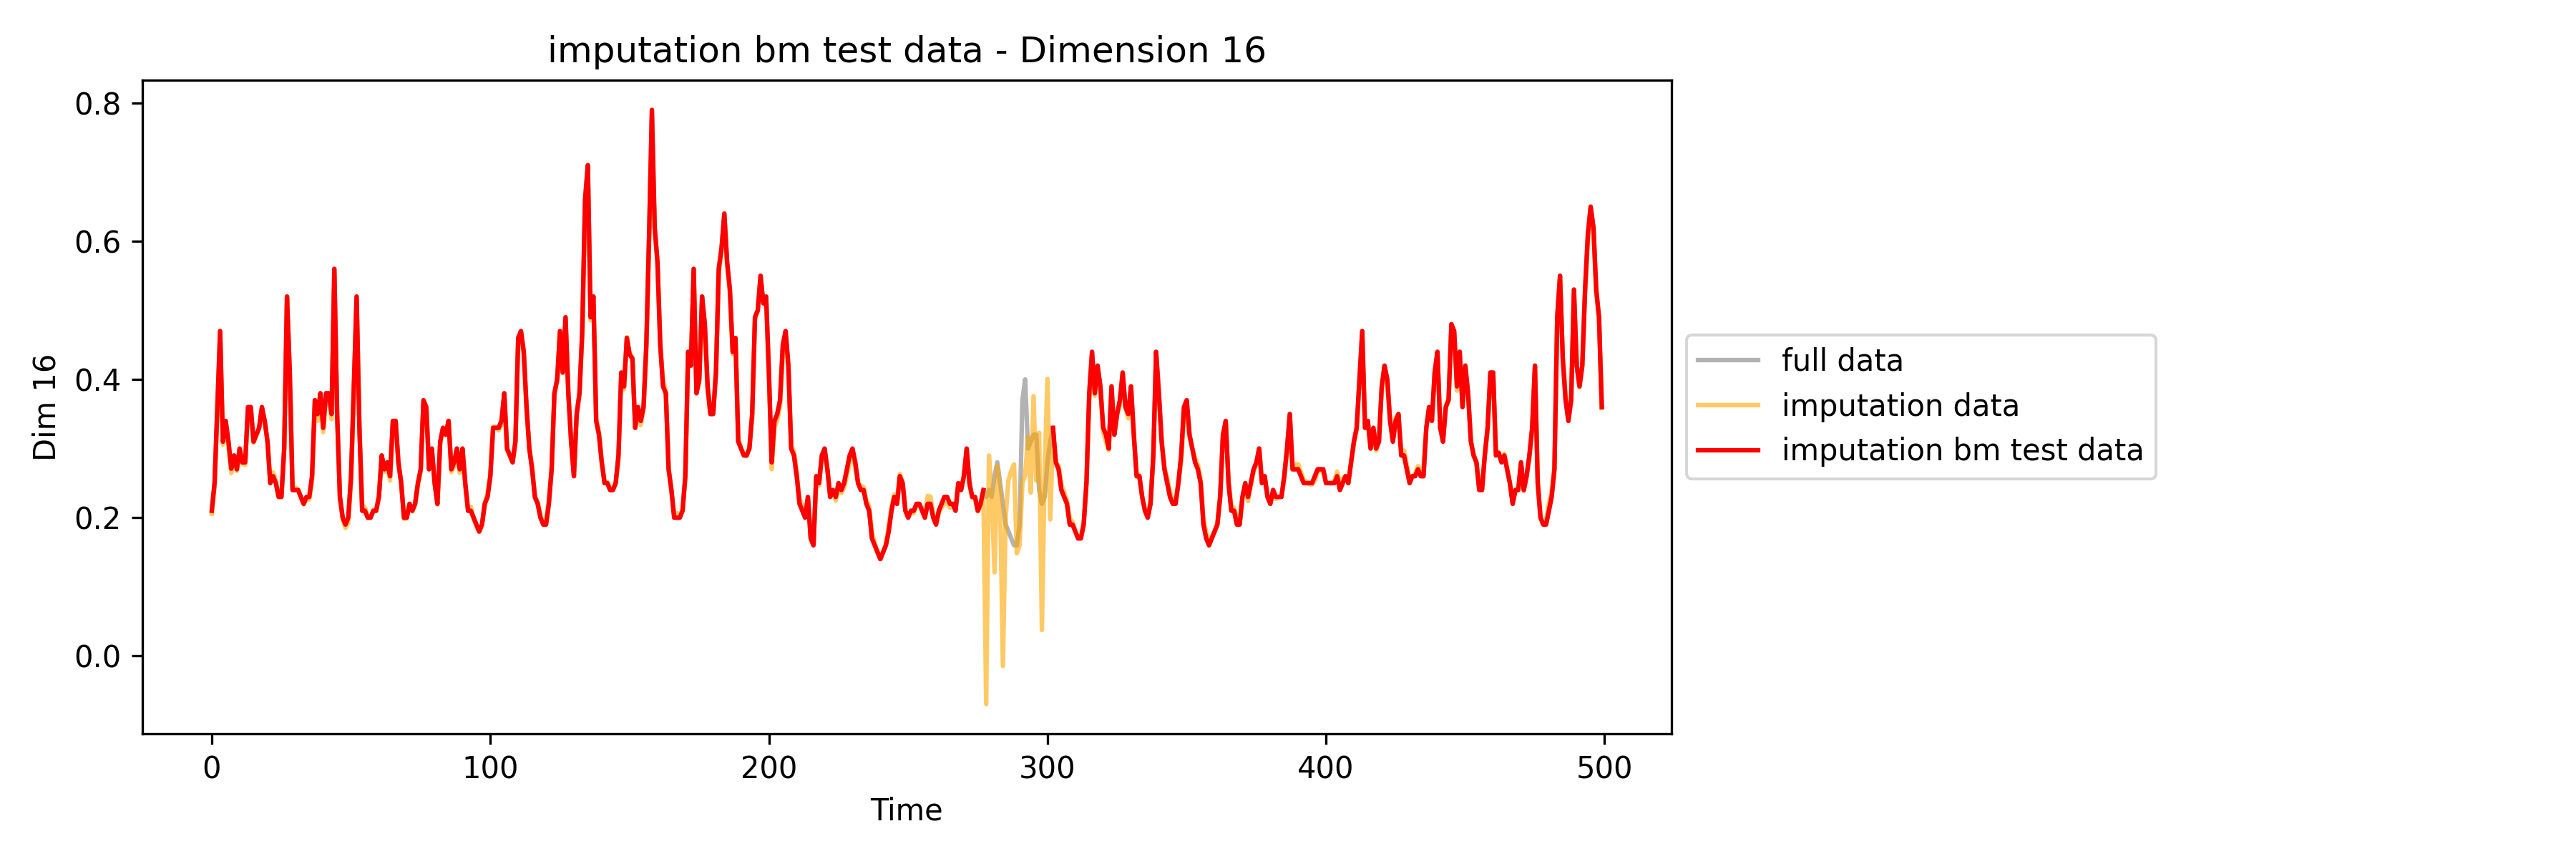 imputation bm test data - Dimension 16
0.8
0.6
0.4
0.2
0.0
Dim 16
0
100
200
300
400
500
Time
full data
imputation data
imputation bm test data